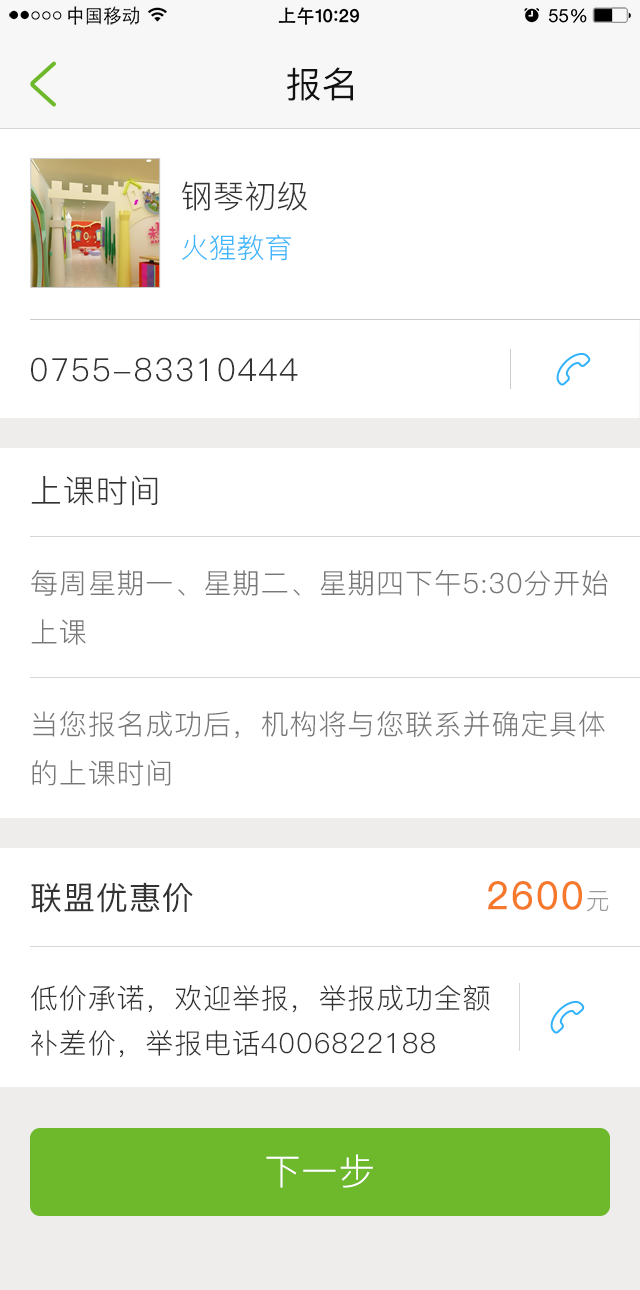 中国移动 上午10:29 55%
报名
钢琴初级
火猩教育
0755-83310444
上课时间
每周星期一、星期二、星期四下午5:30分开始
上课
当您报名成功后，机构将与您联系并确定具体
的上课时间
联盟优惠价 2600元
低价承诺，欢迎举报，举报成功全额
补差价，举报电话4006822188
下一步